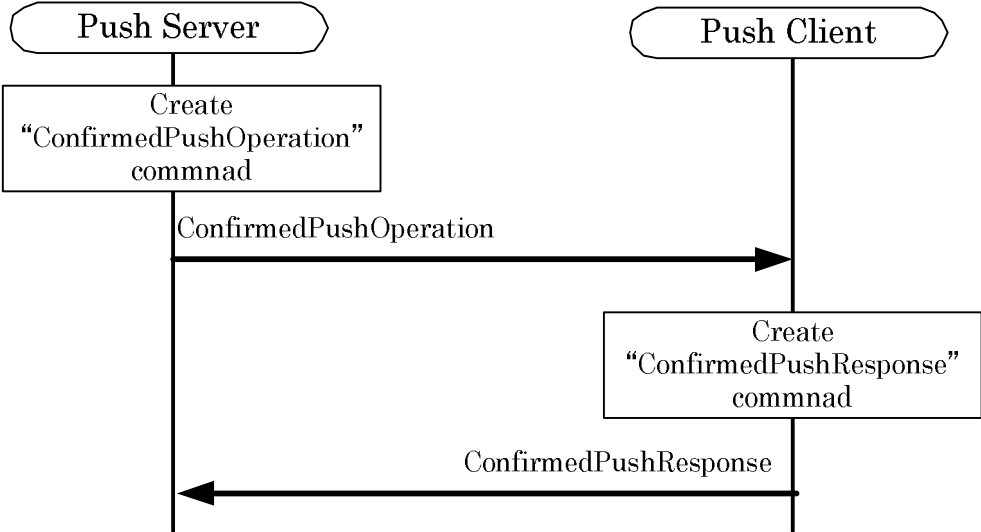 Push Server
Push Client
Create
“ConfirmedPushOperation”
commnad
ConfirmedPushOperation
Create
“ConfirmedPushResponse”
commnad
ConfirmedPushResponse